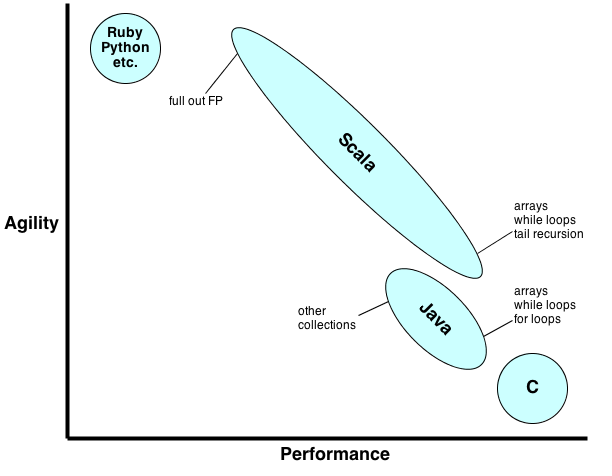 Ruby
Python
etc.
full out FP
Scala
arrays
while loops
tail recursion
Agility
other
collections
Java
arrays
while loops
for loops
C
Performance